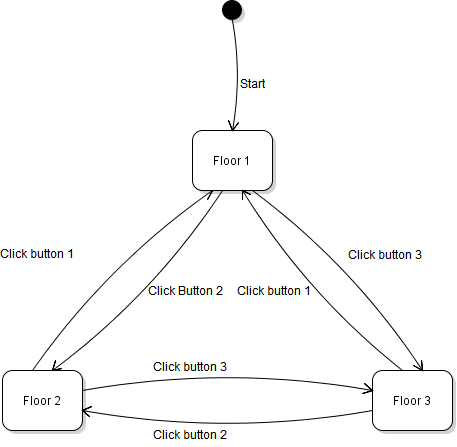 Start
Floor 1
Click button 1
Click button 3
Click Button 2
Click button 1
Click button 3
Floor 2
Floor 3
Click button 2